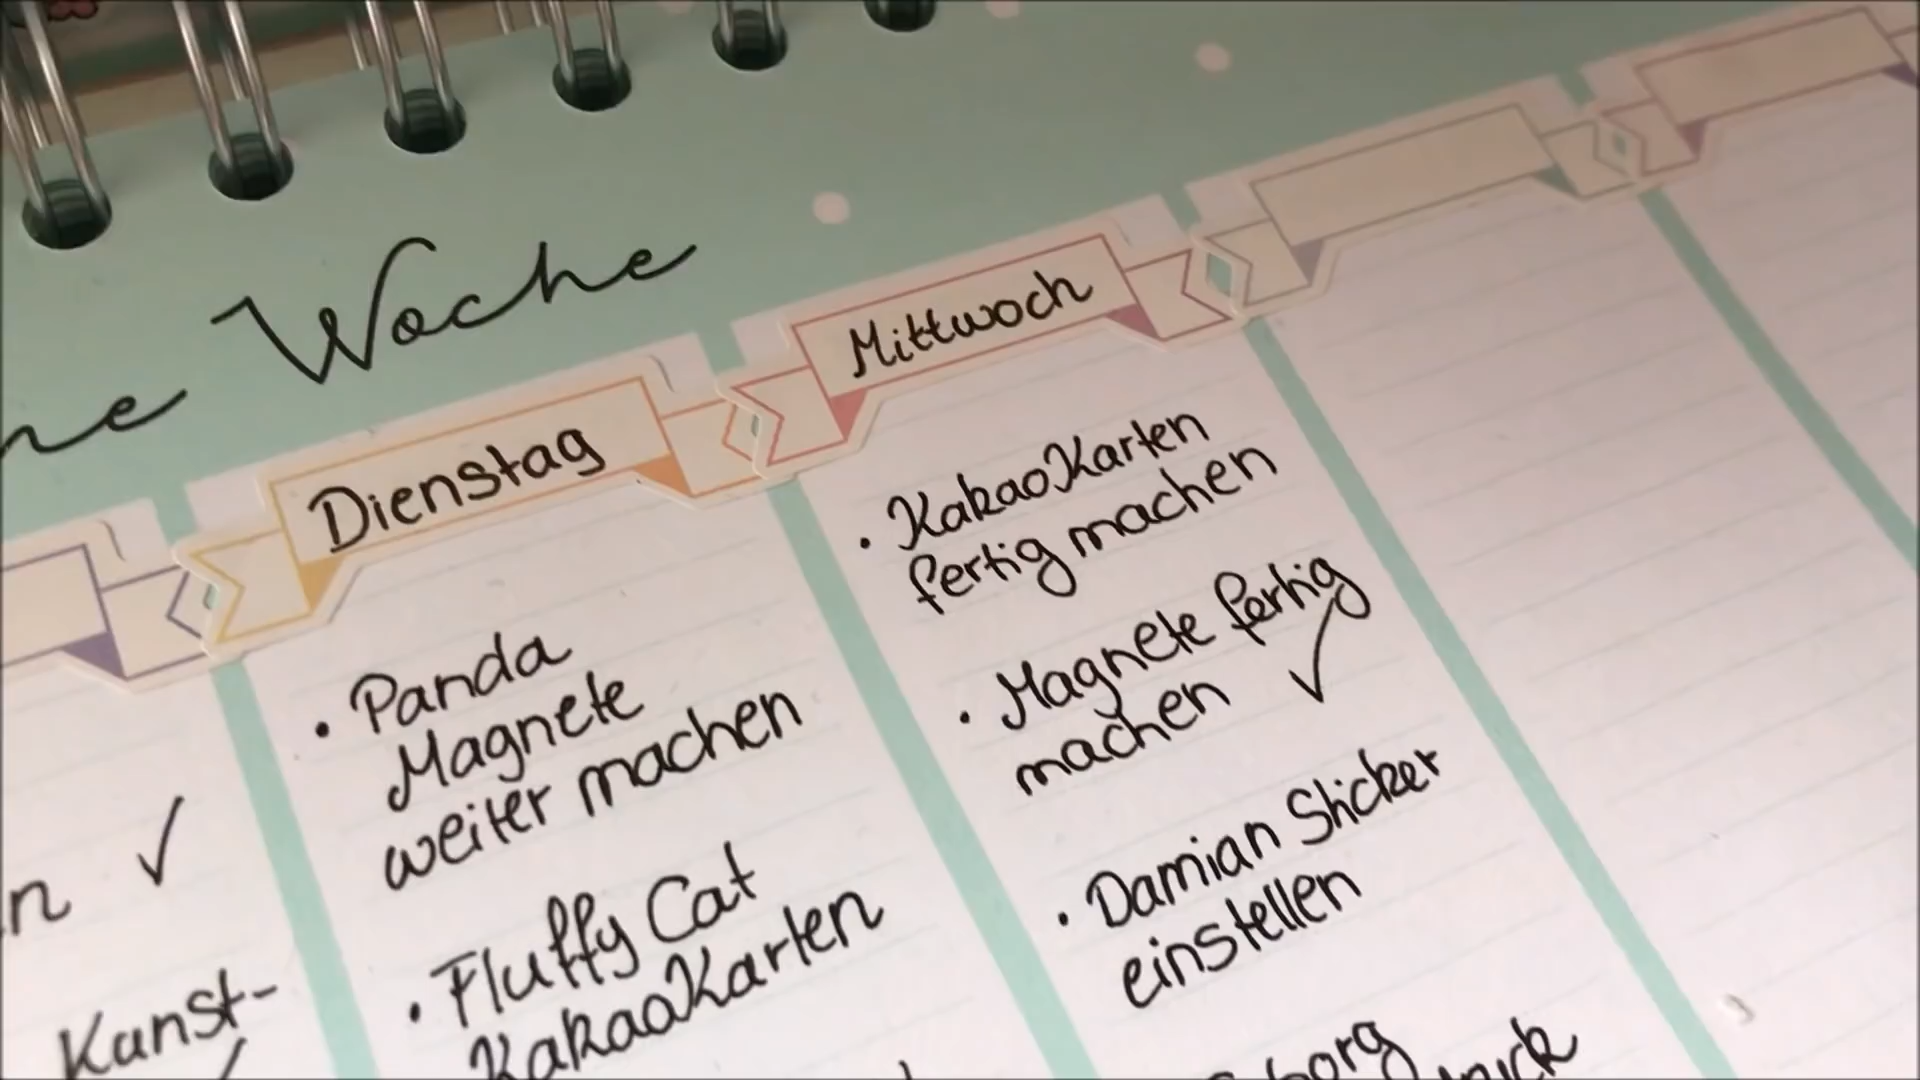 Woche
Dienstag
• Panda
Magnete
weiter machen
• Fluffy Cat
KakaoKarten
Mittwoch
• KakaoKarten
fertig machen
• Magnete fertig
machen ✓
• Damian Sticker
einstellen
✓
Kunst-